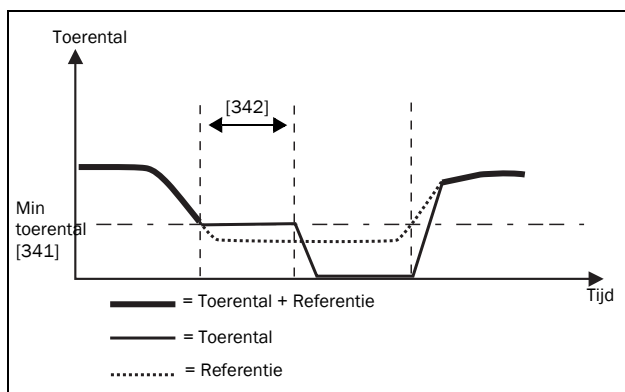 Toerental
[342]
Min
toerental
[341]
Tijd
= Toerental + Referentie
= Toerental
= Referentie